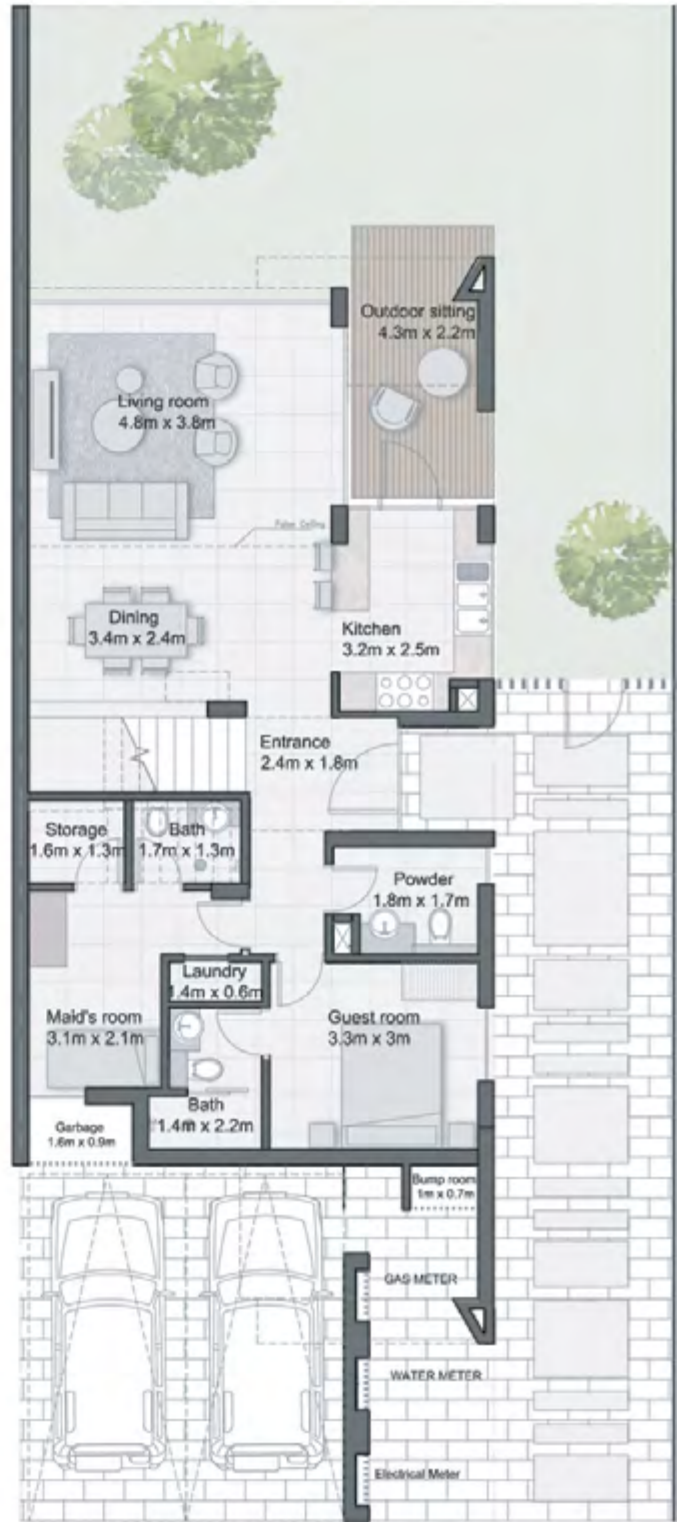 Outdoor sitting
4.3m x 2.2m
Living room
4.8m x 3.8m
False Ceiling
Dining
3.4m x 2.4m
Kitchen
3.2m x 2.5m
Entrance
2.4m x 1.8m
Storage
1.6m x 1.3m
Bath
1.7m x 1.3m
Powder
1.8m x 1.7m
Laundry
1.4m x 0.6m
Maid's room
3.1m x 2.1m
Guest room
3.3m x 3m
Bath
1.4m x 2.2m
Garbage
1.6m x 0.9m
Bump room
1m x 0.7m
GAS METER
WATER METER
Electrical Meter